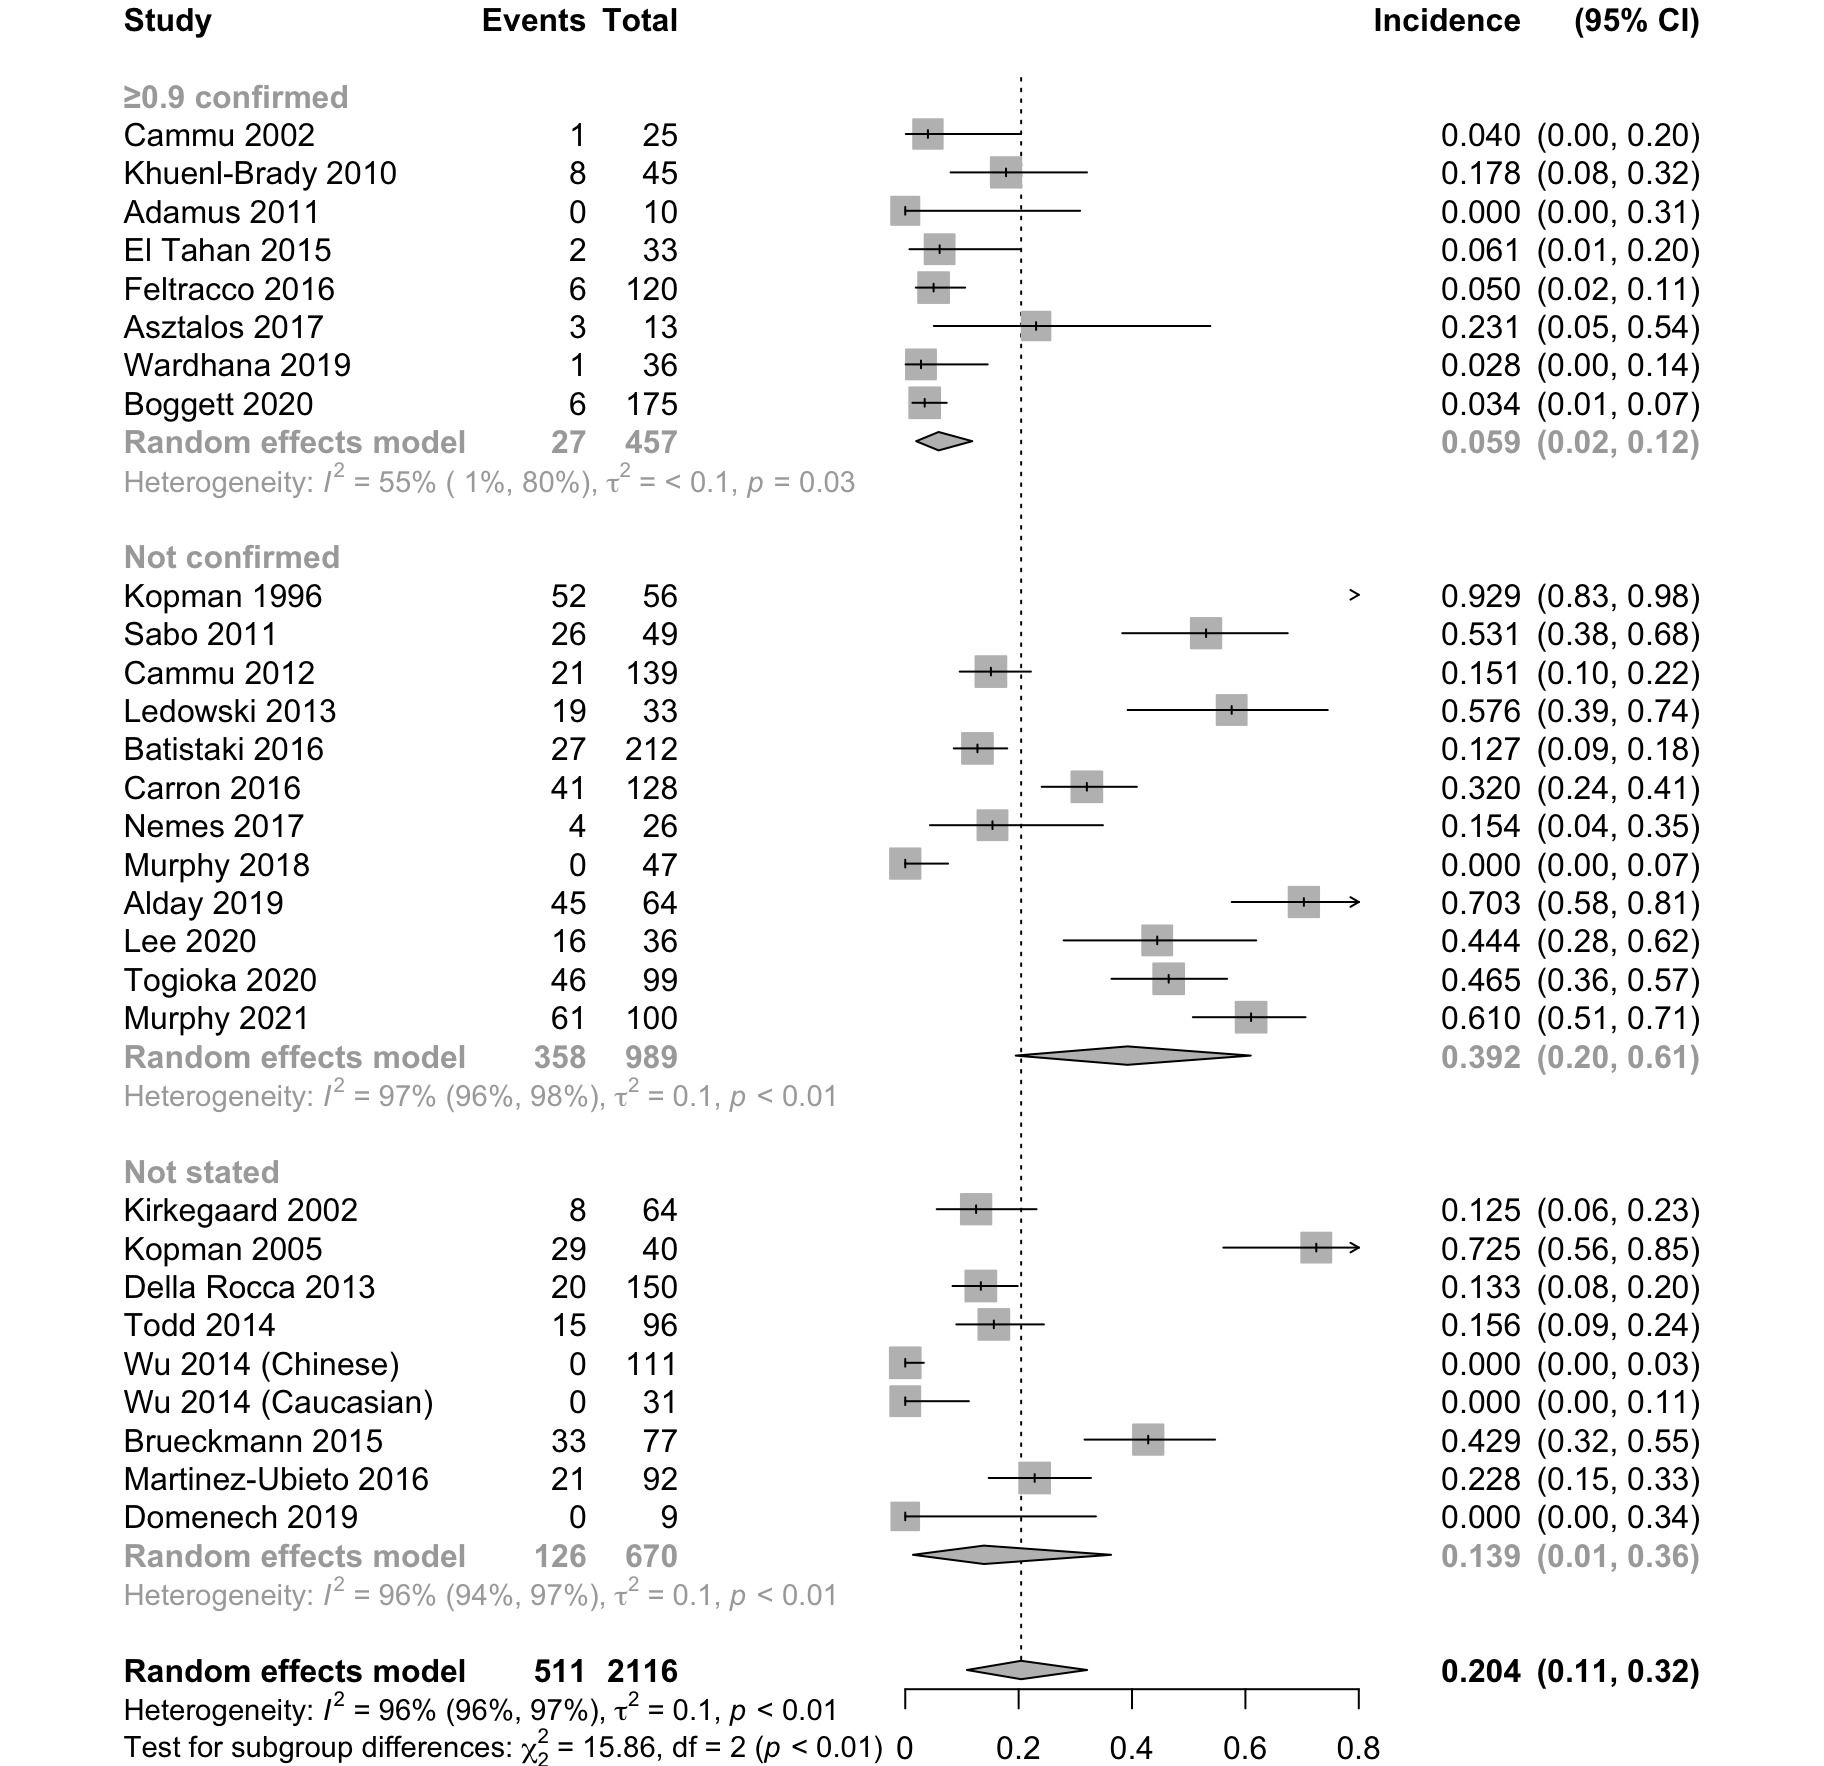 Study Events Total Incidence (95% CI)
≥0.9 confirmed
Cammu 2002 1 25 0.040 (0.00, 0.20)
Khuenl-Brady 2010 8 45 0.178 (0.08, 0.32)
Adamus 2011 0 10 0.000 (0.00, 0.31)
El Tahan 2015 2 33 0.061 (0.01, 0.20)
Feltracco 2016 6 120 0.050 (0.02, 0.11)
Asztalos 2017 3 13 0.231 (0.05, 0.54)
Wardhana 2019 1 36 0.028 (0.00, 0.14)
Boggett 2020 6 175 0.034 (0.01, 0.07)
Random effects model 27 457 0.059 (0.02, 0.12)
Heterogeneity: I² = 55% ( 1%, 80%), τ² = < 0.1, p = 0.03
Not confirmed
Kopman 1996 52 56 0.929 (0.83, 0.98)
Sabo 2011 26 49 0.531 (0.38, 0.68)
Cammu 2012 21 139 0.151 (0.10, 0.22)
Ledowski 2013 19 33 0.576 (0.39, 0.74)
Batistaki 2016 27 212 0.127 (0.09, 0.18)
Carron 2016 41 128 0.320 (0.24, 0.41)
Nemes 2017 4 26 0.154 (0.04, 0.35)
Murphy 2018 0 47 0.000 (0.00, 0.07)
Alday 2019 45 64 0.703 (0.58, 0.81)
Lee 2020 16 36 0.444 (0.28, 0.62)
Togioka 2020 46 99 0.465 (0.36, 0.57)
Murphy 2021 61 100 0.610 (0.51, 0.71)
Random effects model 358 989 0.392 (0.20, 0.61)
Heterogeneity: I² = 97% (96%, 98%), τ² = 0.1, p < 0.01
Not stated
Kirkegaard 2002 8 64 0.125 (0.06, 0.23)
Kopman 2005 29 40 0.725 (0.56, 0.85)
Della Rocca 2013 20 150 0.133 (0.08, 0.20)
Todd 2014 15 96 0.156 (0.09, 0.24)
Wu 2014 (Chinese) 0 111 0.000 (0.00, 0.03)
Wu 2014 (Caucasian) 0 31 0.000 (0.00, 0.11)
Brueckmann 2015 33 77 0.429 (0.32, 0.55)
Martinez-Ubieto 2016 21 92 0.228 (0.15, 0.33)
Domenech 2019 0 9 0.000 (0.00, 0.34)
Random effects model 126 670 0.139 (0.01, 0.36)
Heterogeneity: I² = 96% (94%, 97%), τ² = 0.1, p < 0.01
Random effects model 511 2116 0.204 (0.11, 0.32)
Heterogeneity: I² = 96% (96%, 97%), τ² = 0.1, p < 0.01
Test for subgroup differences: χ²₂ = 15.86, df = 2 (p < 0.01) 0 0.2 0.4 0.6 0.8